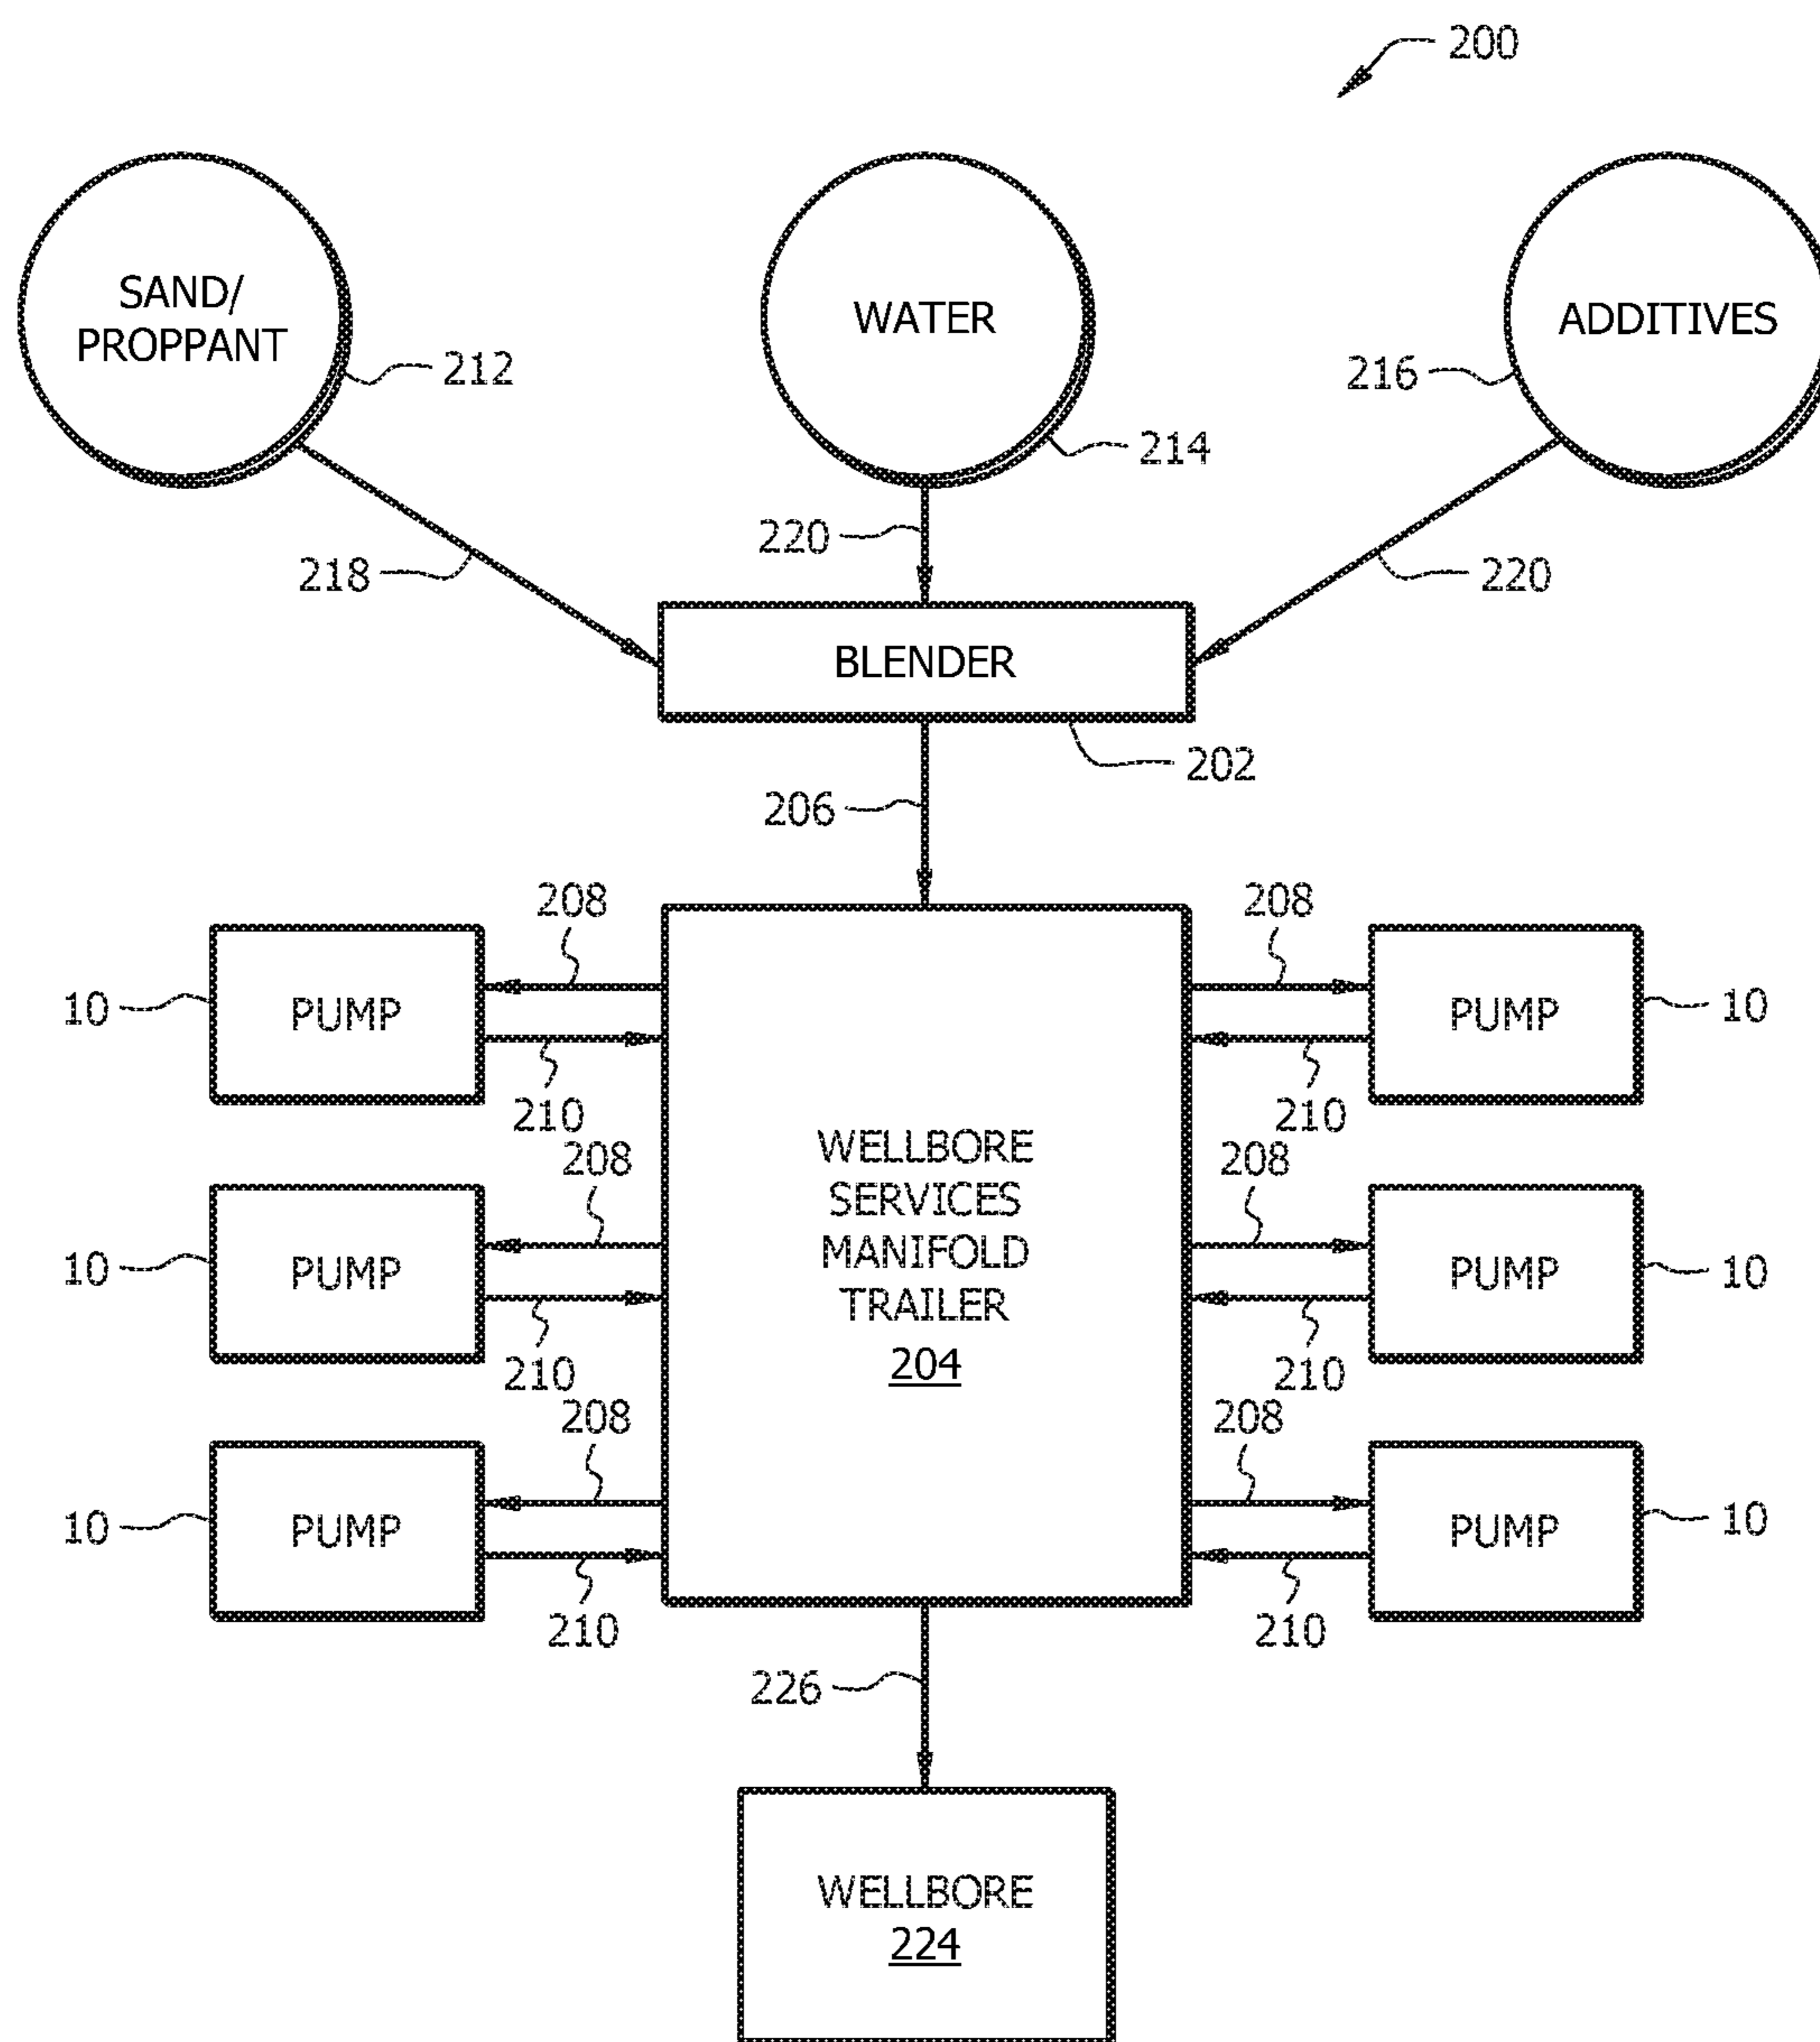 200
SAND/
PROPPANT
WATER
ADDITIVES
212
216
214
220
218
220
BLENDER
202
206
208
208
10
PUMP
PUMP
10
210
210
WELLBORE
SERVICES
MANIFOLD
TRAILER
204
208
208
10
PUMP
PUMP
10
210
210
208
208
10
PUMP
PUMP
10
210
210
226
WELLBORE
224